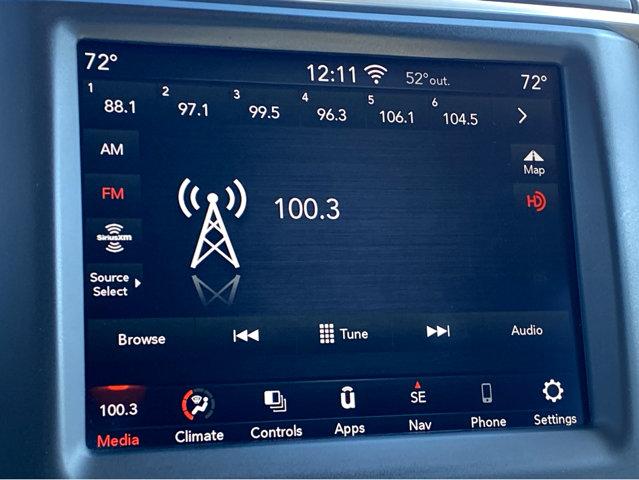 72° 12:11 52°out. 72°
1 88.1 2 97.1 3 99.5 4 96.3 5 106.1 6 104.5
AM
Map
FM
HD
100.3
SiriusXM
Source
Select
Browse Tune Audio
100.3 SE
Media Climate Controls Apps Nav Phone Settings